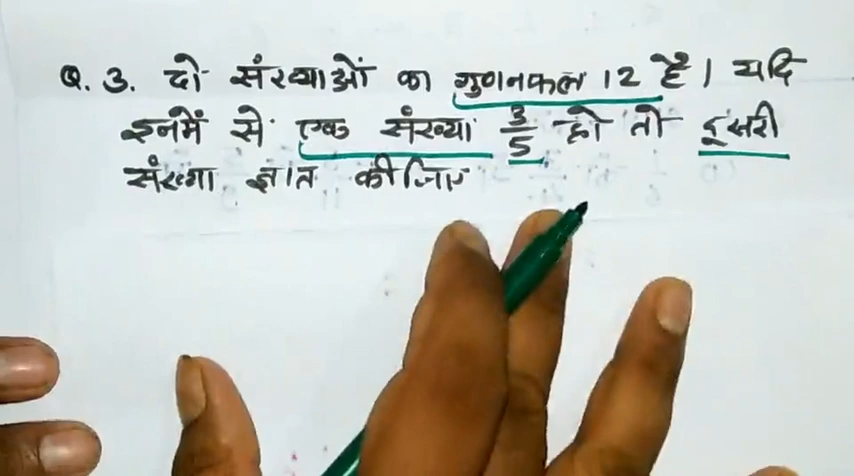 Q. 3. दो संख्याओं का गुणनफल 12 है। यदि
इनमें से एक संख्या 3/5 हो तो दूसरी
संख्या ज्ञात कीजिए